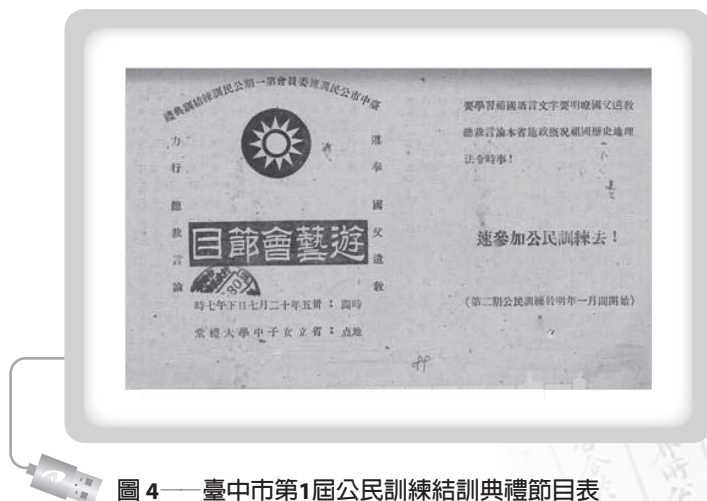 臺中市公民訓練委員會第一期公民訓練結訓典禮
遵奉國父遺教
力行總裁言論
遊藝會節目
時間：卅五年十二月七日下午七時
地点：省立女子中學大禮堂
要學習祖國語言文字要明瞭國父遺教
總裁言論本省施政概況祖國歷史地理
法令時事！
速參加公民訓練去！
（第二期公民訓練於明年一月間開始）
圖 4──臺中市第1屆公民訓練結訓典禮節目表